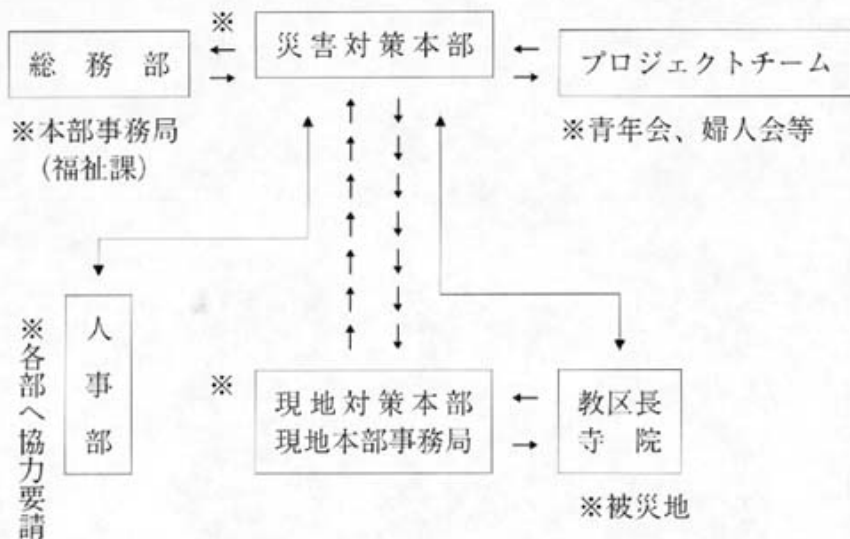 ※
総務部
災害対策本部
プロジェクトチーム
※本部事務局
(福祉課)
※青年会、婦人会等
人事部
※各部へ協力要請
※
現地対策本部
現地本部事務局
教区長
寺院
※被災地